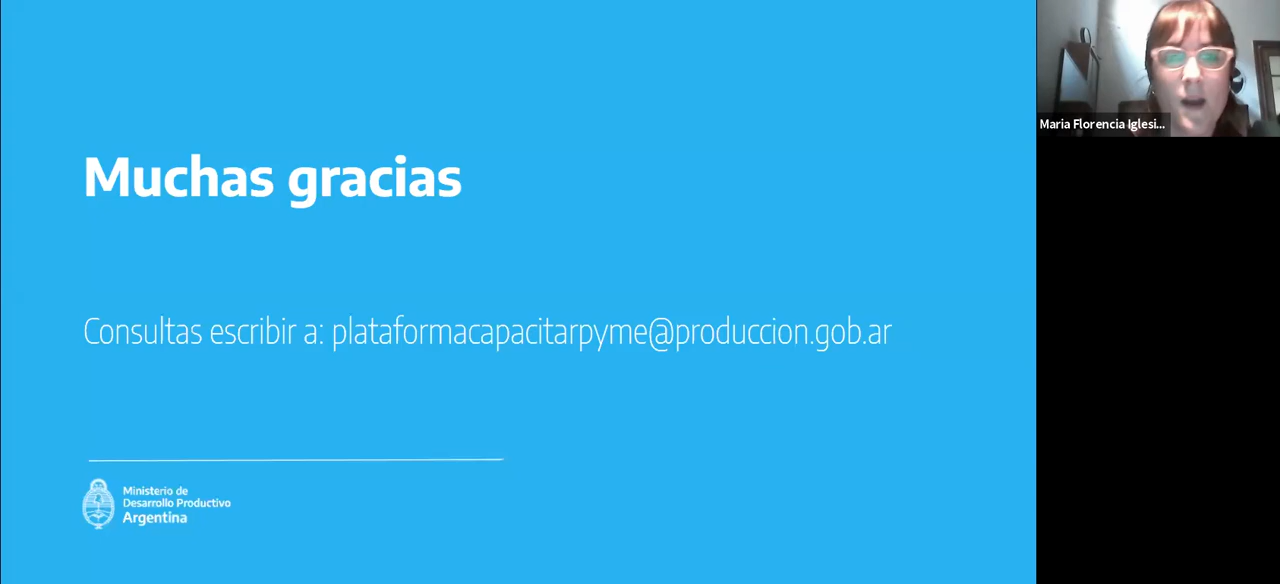 Muchas gracias
Consultas escribir a: plataformacapacitarpyme@produccion.gob.ar
Ministerio de
Desarrollo Productivo
Argentina
Maria Florencia Iglesi...